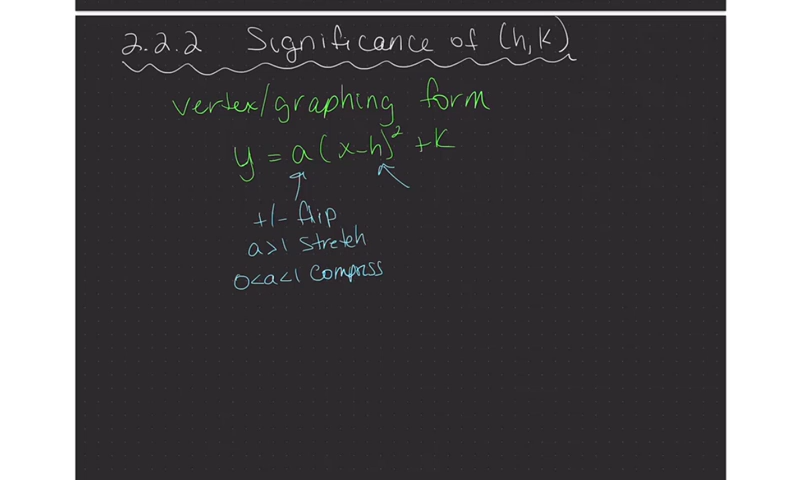 2.2.2 Significance of (h,k)
vertex/graphing form
y = a(x-h)² + k
+/- flip
a>1 Stretch
0<a<1 Compress